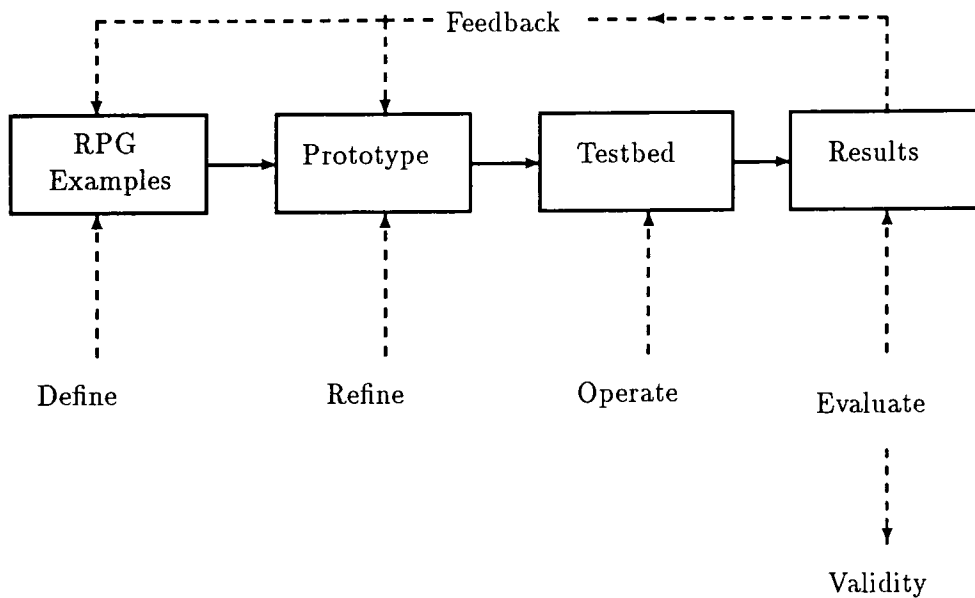 Feedback
RPG
Examples
Prototype
Testbed
Results
Define
Refine
Operate
Evaluate
Validity